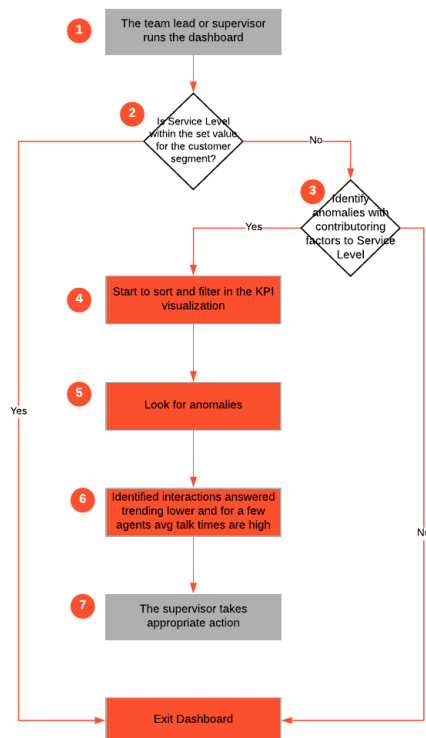 1
The team lead or supervisor
runs the dashboard
2
Is Service Level
within the set value
for the customer
segment?
No
3
Identify
anomalies with
contributoring
factors to Service
Level
Yes
4
Start to sort and filter in the KPI
visualization
5
Look for anomalies
Yes
6
Identified interactions answered
trending lower and for a few
agents avg talk times are high
7
The supervisor takes
appropriate action
Exit Dashboard